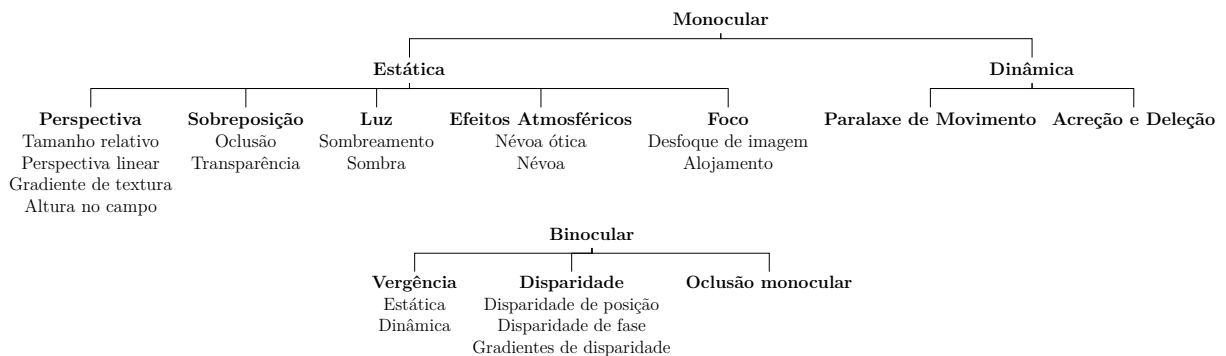 Monocular
Estática Dinâmica
Perspectiva Sobreposição Luz Efeitos Atmosféricos Foco Paralaxe de Movimento Acreção e Deleção
Tamanho relativo Oclusão Sombreamento Névoa ótica Desfoque de imagem
Perspectiva linear Transparência Sombra Névoa Alojamento
Gradiente de textura
Altura no campo
Binocular
Vergência Disparidade Oclusão monocular
Estática Disparidade de posição
Dinâmica Disparidade de fase
Gradientes de disparidade